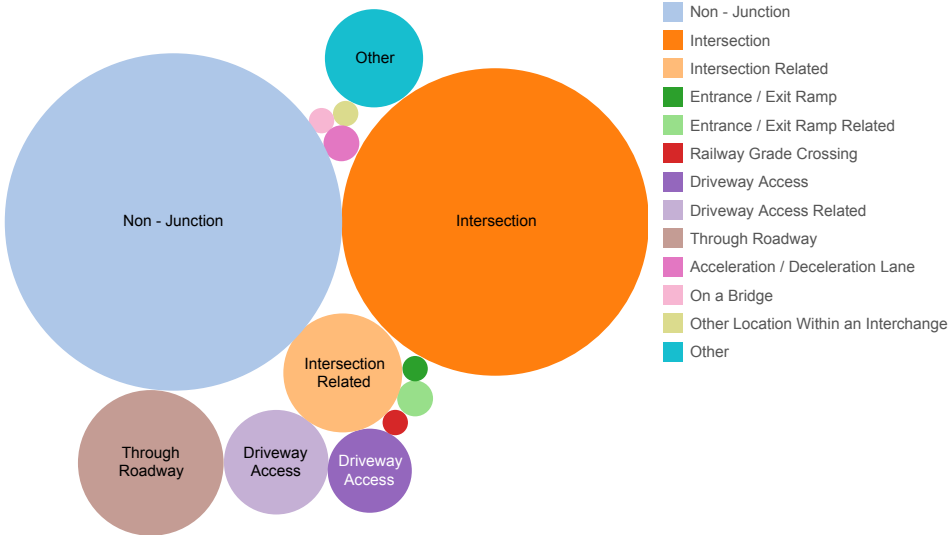 Other
Non - Junction
Intersection
Intersection
Related
Through
Roadway
Driveway
Access
Driveway
Access
Non - Junction
Intersection
Intersection Related
Entrance / Exit Ramp
Entrance / Exit Ramp Related
Railway Grade Crossing
Driveway Access
Driveway Access Related
Through Roadway
Acceleration / Deceleration Lane
On a Bridge
Other Location Within an Interchange
Other